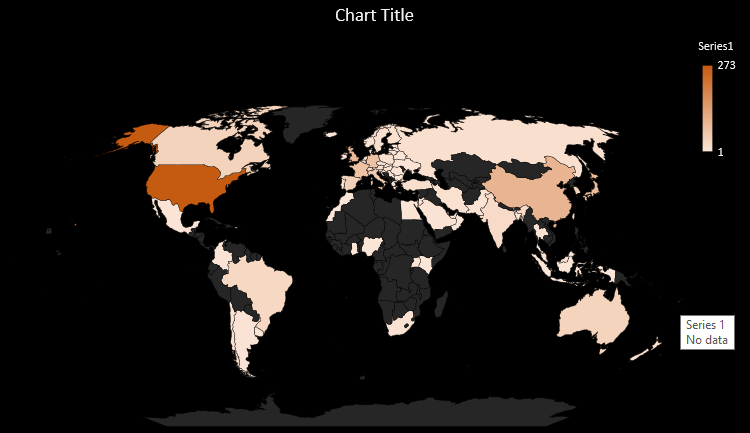 Chart Title
Series1
273
1
Series 1
No data